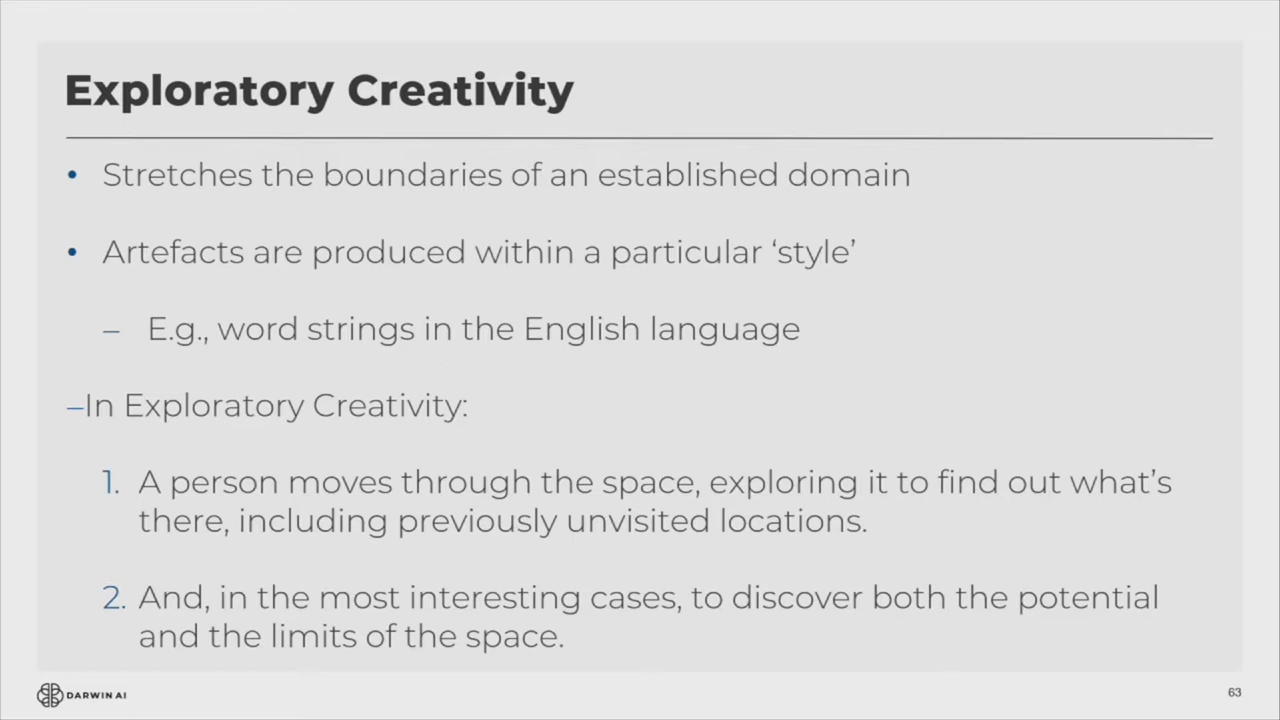 Exploratory Creativity
• Stretches the boundaries of an established domain
• Artefacts are produced within a particular ‘style’
– E.g., word strings in the English language
–In Exploratory Creativity:
1. A person moves through the space, exploring it to find out what’s
there, including previously unvisited locations.
2. And, in the most interesting cases, to discover both the potential
and the limits of the space.
DARWIN AI
63